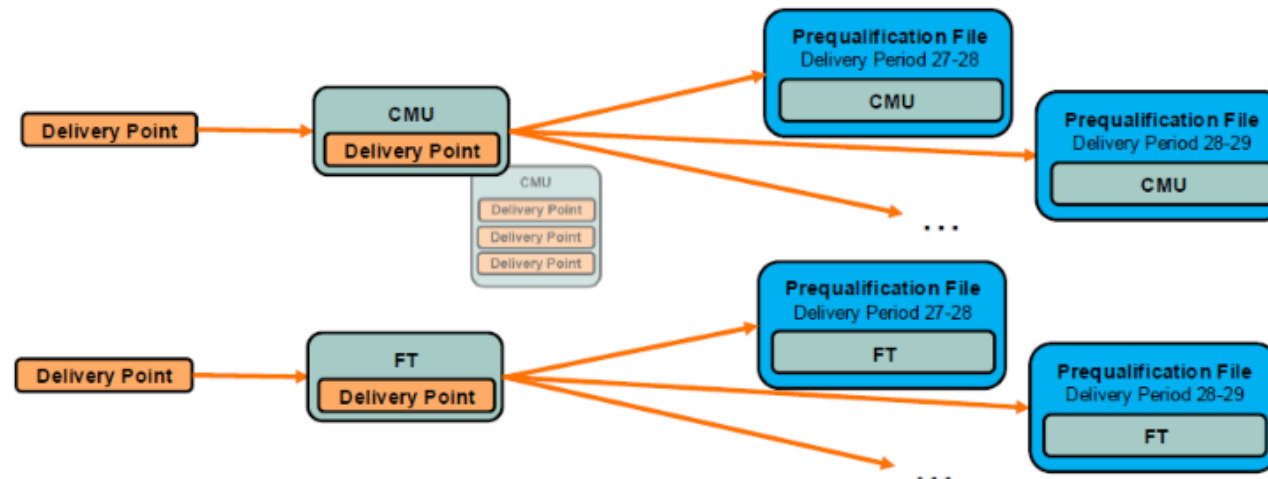 Prequalification File
Delivery Period 27-28
CMU
Prequalification File
Delivery Period 28-29
CMU
Delivery Point
CMU
Delivery Point
CMU
Delivery Point
Delivery Point
Delivery Point
...
Prequalification File
Delivery Period 27-28
FT
Prequalification File
Delivery Period 28-29
FT
Delivery Point
FT
Delivery Point
...